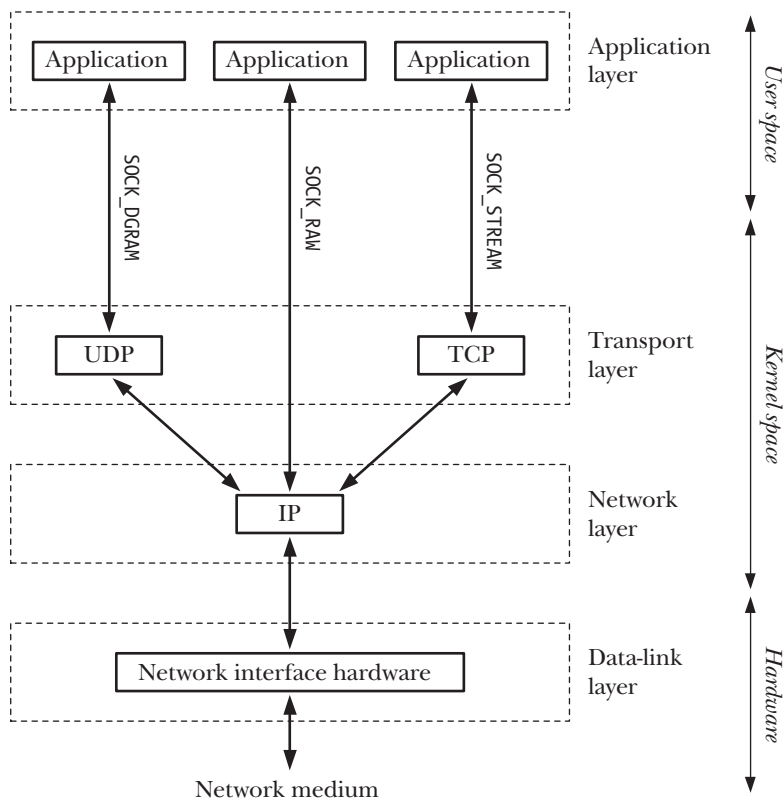 Application
Application
Application
Application
layer
User space
SOCK_DGRAM
SOCK_RAW
SOCK_STREAM
UDP
TCP
Transport
layer
Kernel space
IP
Network
layer
Network interface hardware
Data-link
layer
Hardware
Network medium